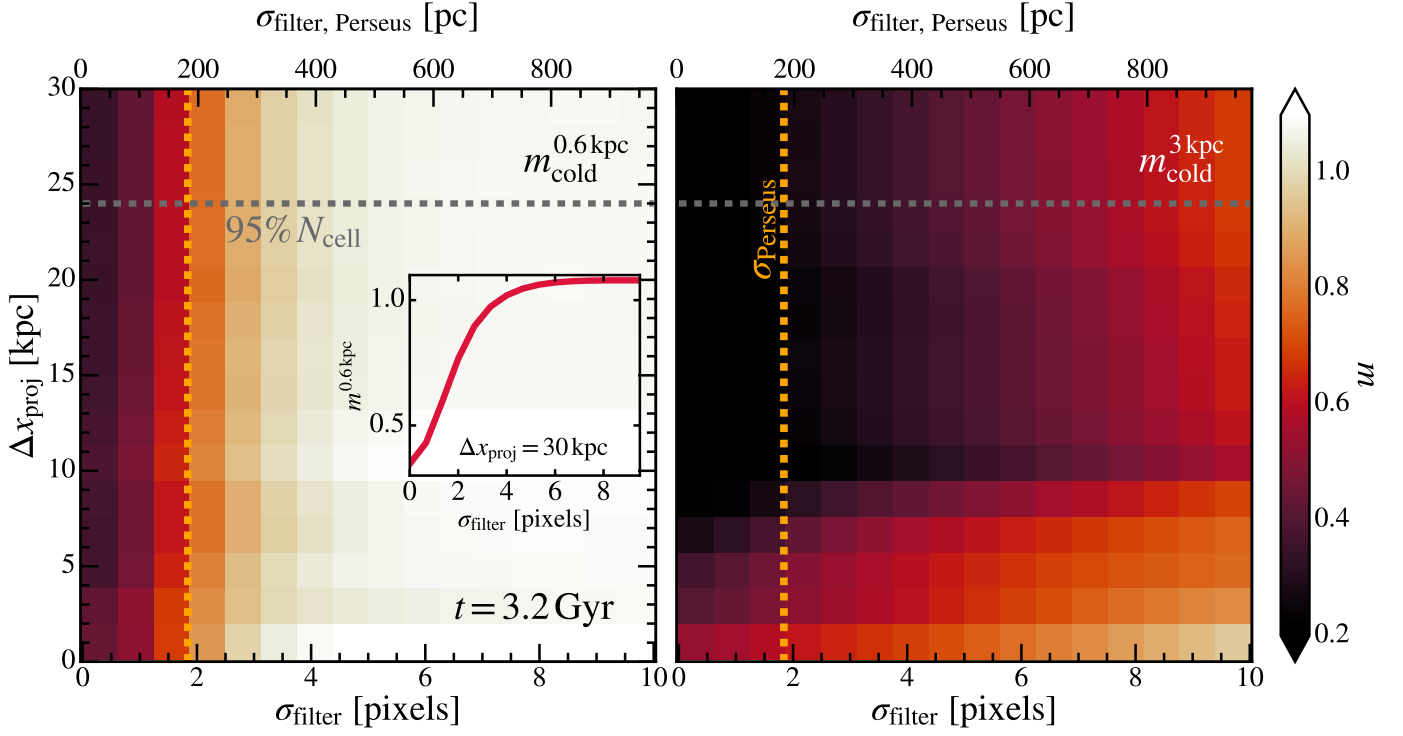 σfilter, Perseus [pc]
0 200 400 600 800
30
25
20
15
10
5
0
Δxproj [kpc]
m cold 0.6 kpc
95% Ncell
1.0
0.5
m0.6 kpc
Δxproj = 30 kpc
0 2 4 6 8
σfilter [pixels]
t = 3.2 Gyr
0 2 4 6 8 10
σfilter [pixels]
σfilter, Perseus [pc]
0 200 400 600 800
m cold 3 kpc
σPerseus
0 2 4 6 8 10
σfilter [pixels]
1.0
0.8
0.6
0.4
0.2
m